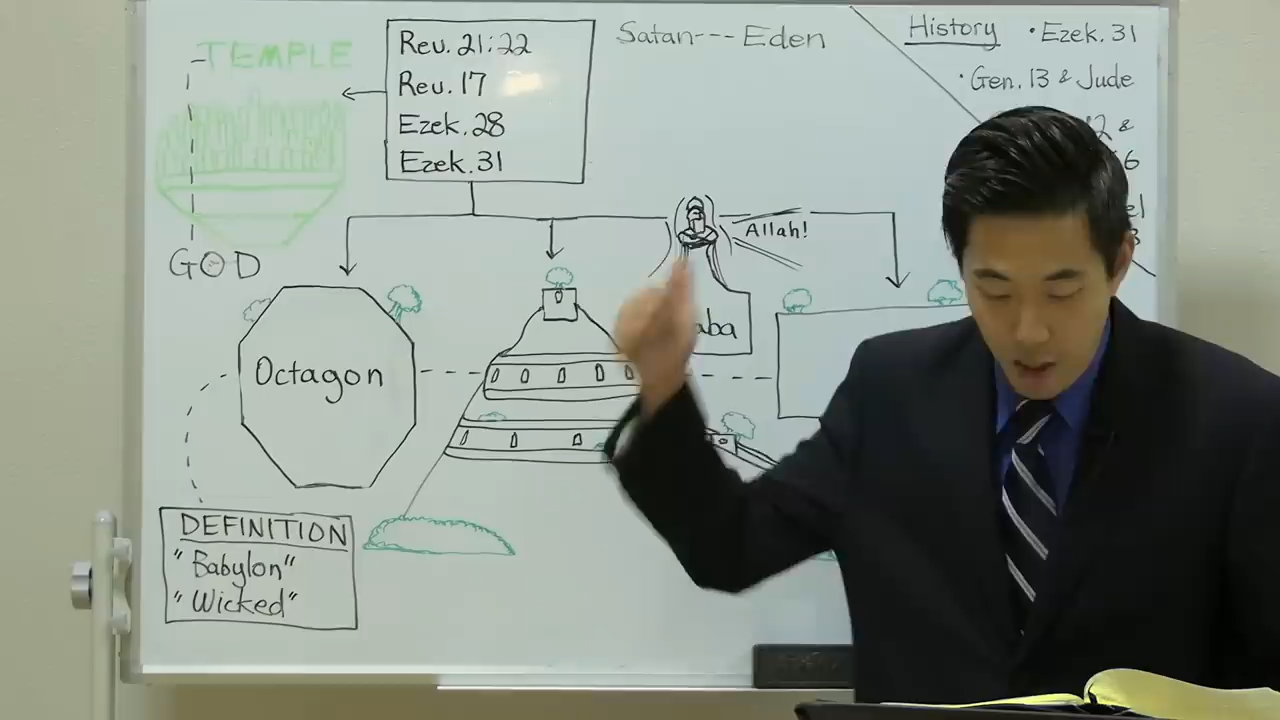 TEMPLE
Rev. 21:22
Rev. 17
Ezek. 28
Ezek. 31
Satan---Eden
History
• Ezek. 31
• Gen. 13 & Jude
&
GOD
Allah!
Octagon
DEFINITION
"Babylon"
"Wicked"